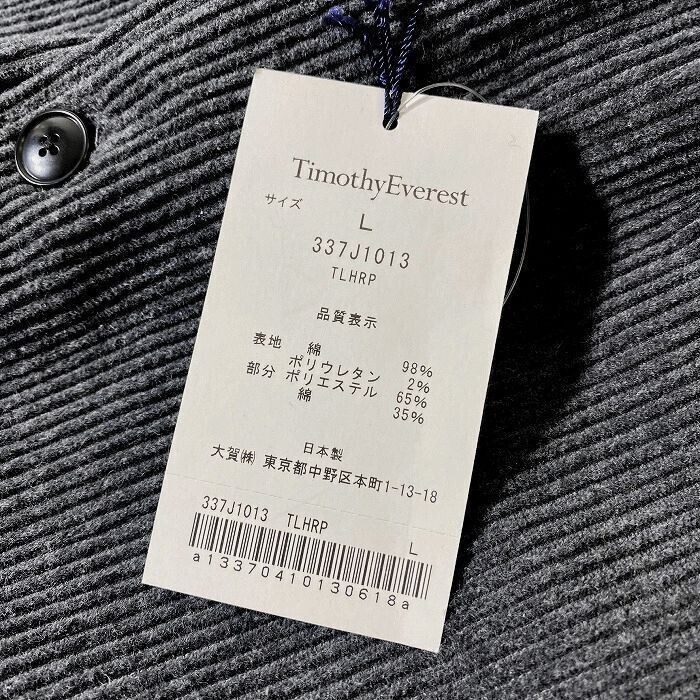 TimothyEverest
サイズ
L
337J1013
TLHRP
品質表示
表地 綿 98%
ポリウレタン 2%
部分 ポリエステル 65%
綿 35%
日本製
大賀㈱ 東京都中野区本町1-13-18
337J1013 TLHRP L
a13370410130618a